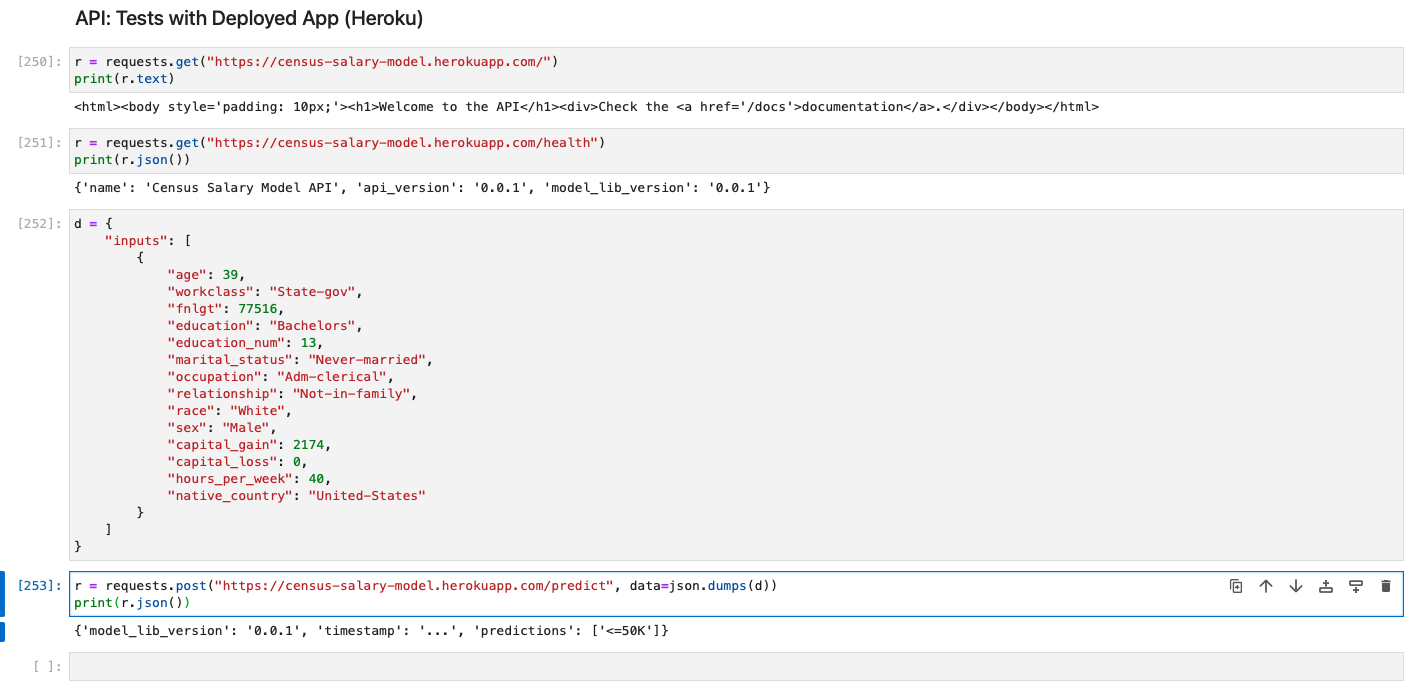 API: Tests with Deployed App (Heroku)
[250]: r = requests.get("https://census-salary-model.herokuapp.com/")
print(r.text)
<html><body style='padding: 10px;'><h1>Welcome to the API</h1><div>Check the <a href='/docs'>documentation</a>.</div></body></html>
[251]: r = requests.get("https://census-salary-model.herokuapp.com/health")
print(r.json())
{'name': 'Census Salary Model API', 'api_version': '0.0.1', 'model_lib_version': '0.0.1'}
[252]: d = {
"inputs": [
{
"age": 39,
"workclass": "State-gov",
"fnlgt": 77516,
"education": "Bachelors",
"education_num": 13,
"marital_status": "Never-married",
"occupation": "Adm-clerical",
"relationship": "Not-in-family",
"race": "White",
"sex": "Male",
"capital_gain": 2174,
"capital_loss": 0,
"hours_per_week": 40,
"native_country": "United-States"
}
]
}
[253]: r = requests.post("https://census-salary-model.herokuapp.com/predict", data=json.dumps(d))
print(r.json())
{'model_lib_version': '0.0.1', 'timestamp': '...', 'predictions': ['<=50K']}
[ ]: